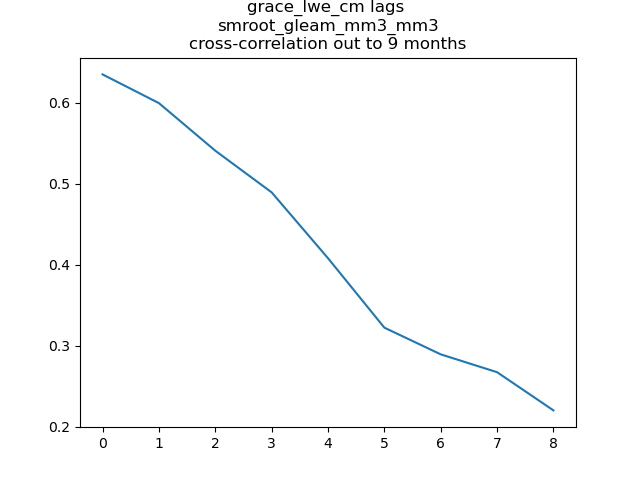 grace_lwe_cm lags
smroot_gleam_mm3_mm3
cross-correlation out to 9 months
0.6
0.5
0.4
0.3
0.2
0 1 2 3 4 5 6 7 8